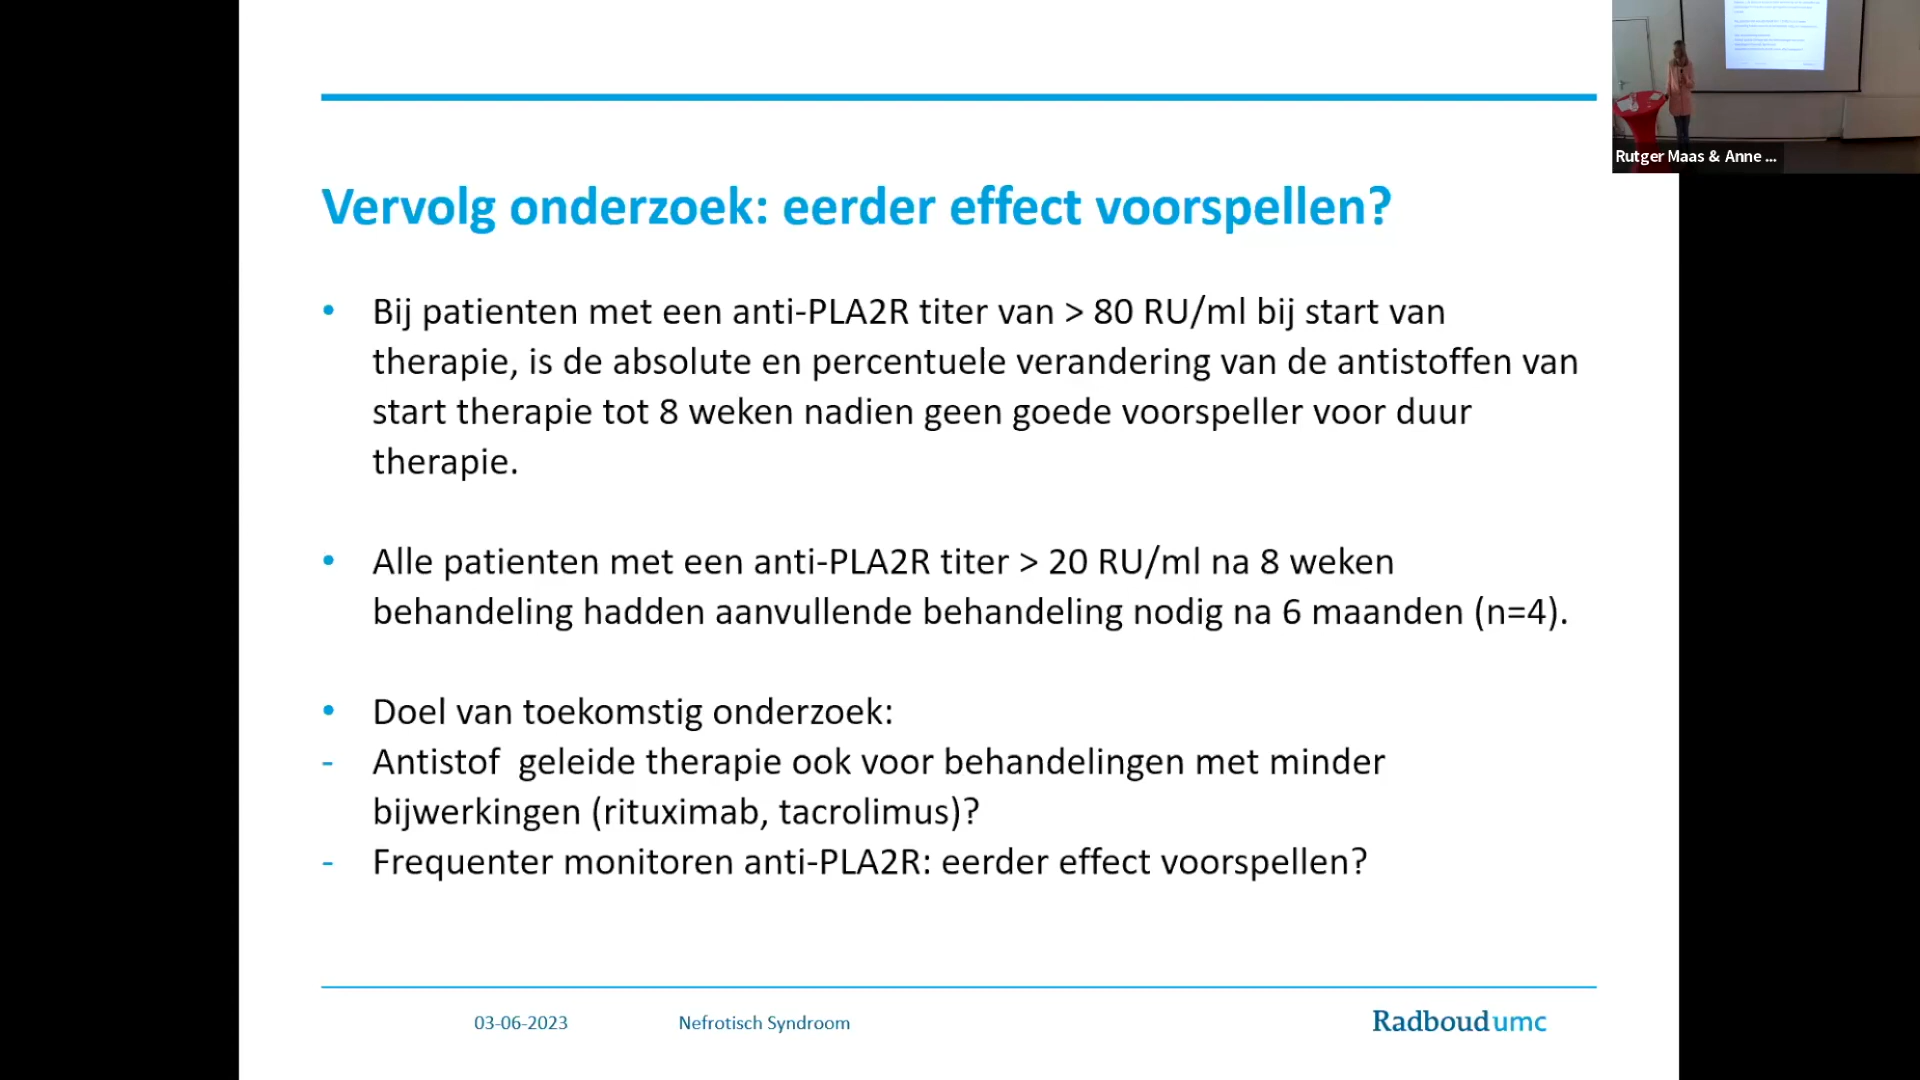 Rutger Maas & Anne ...
Vervolg onderzoek: eerder effect voorspellen?
• Bij patienten met een anti-PLA2R titer van > 80 RU/ml bij start van
therapie, is de absolute en percentuele verandering van de antistoffen van
start therapie tot 8 weken nadien geen goede voorspeller voor duur
therapie.
• Alle patienten met een anti-PLA2R titer > 20 RU/ml na 8 weken
behandeling hadden aanvullende behandeling nodig na 6 maanden (n=4).
• Doel van toekomstig onderzoek:
- Antistof  geleide therapie ook voor behandelingen met minder
bijwerkingen (rituximab, tacrolimus)?
- Frequenter monitoren anti-PLA2R: eerder effect voorspellen?
03-06-2023 Nefrotisch Syndroom Radboudumc